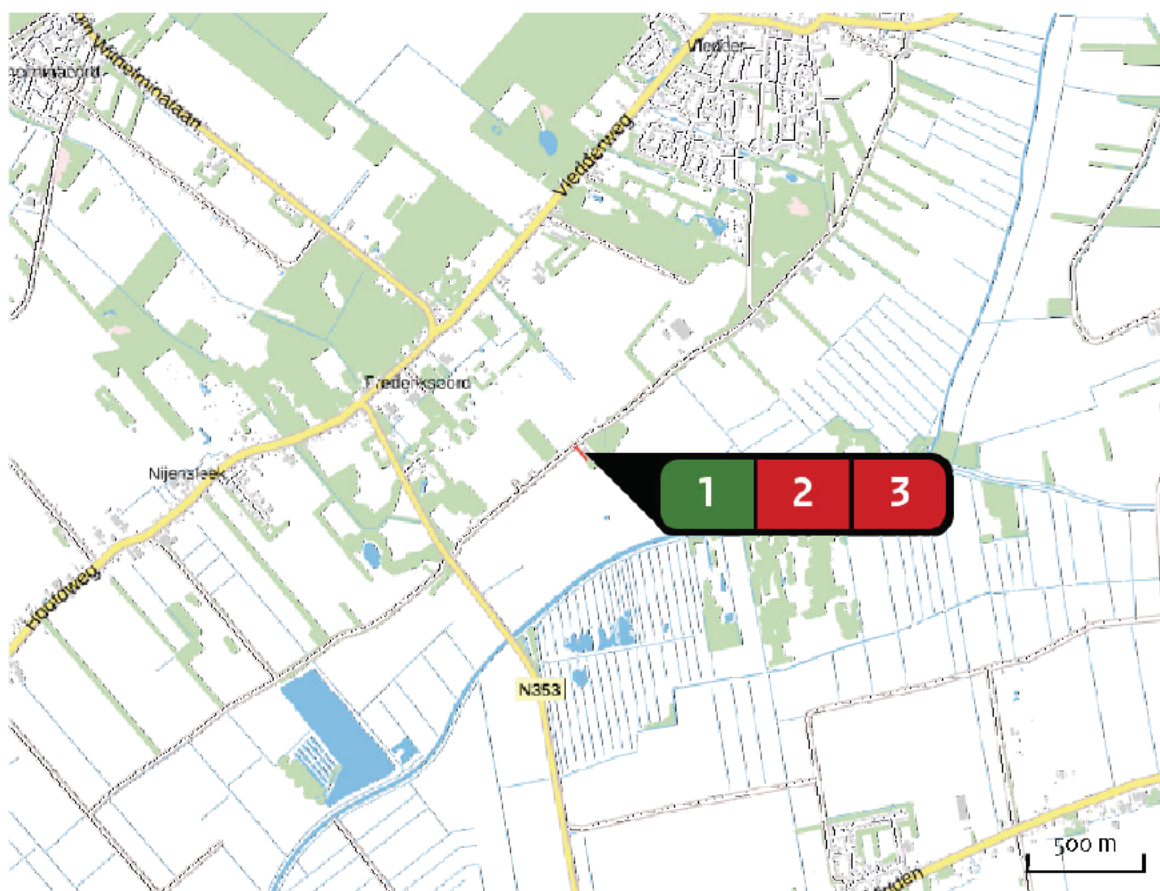 Vledder
Wilhelminalaan
Vledderweg
Frederiksoord
Nijensleek
1 2 3
Hoofdweg
N353
500 m